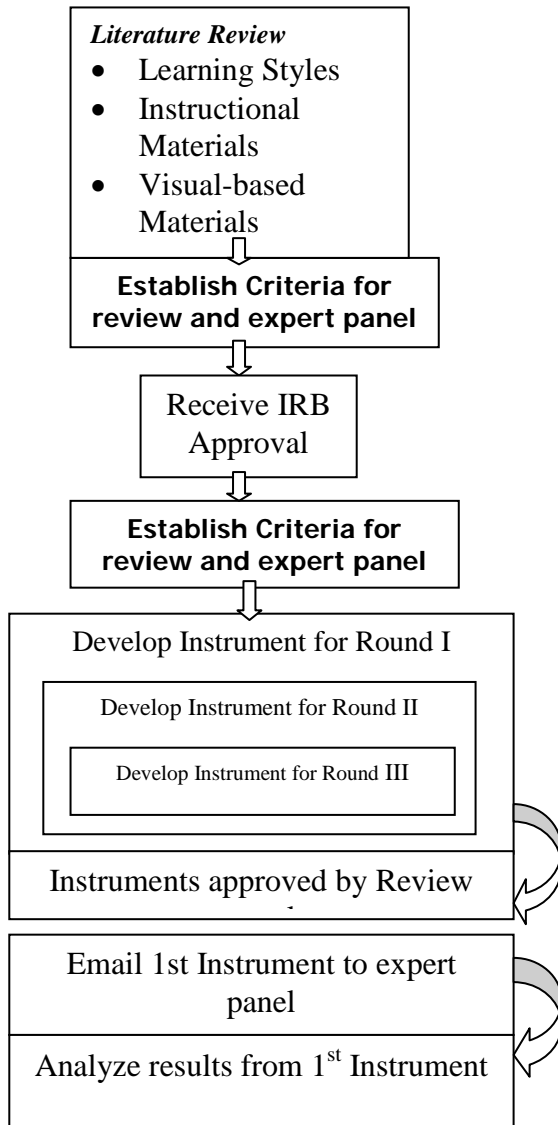 Literature Review
• Learning Styles
• Instructional
Materials
• Visual-based
Materials
Establish Criteria for
review and expert panel
Receive IRB
Approval
Establish Criteria for
review and expert panel
Develop Instrument for Round I
Develop Instrument for Round II
Develop Instrument for Round III
Instruments approved by Review
Email 1st Instrument to expert
panel
Analyze results from 1st Instrument